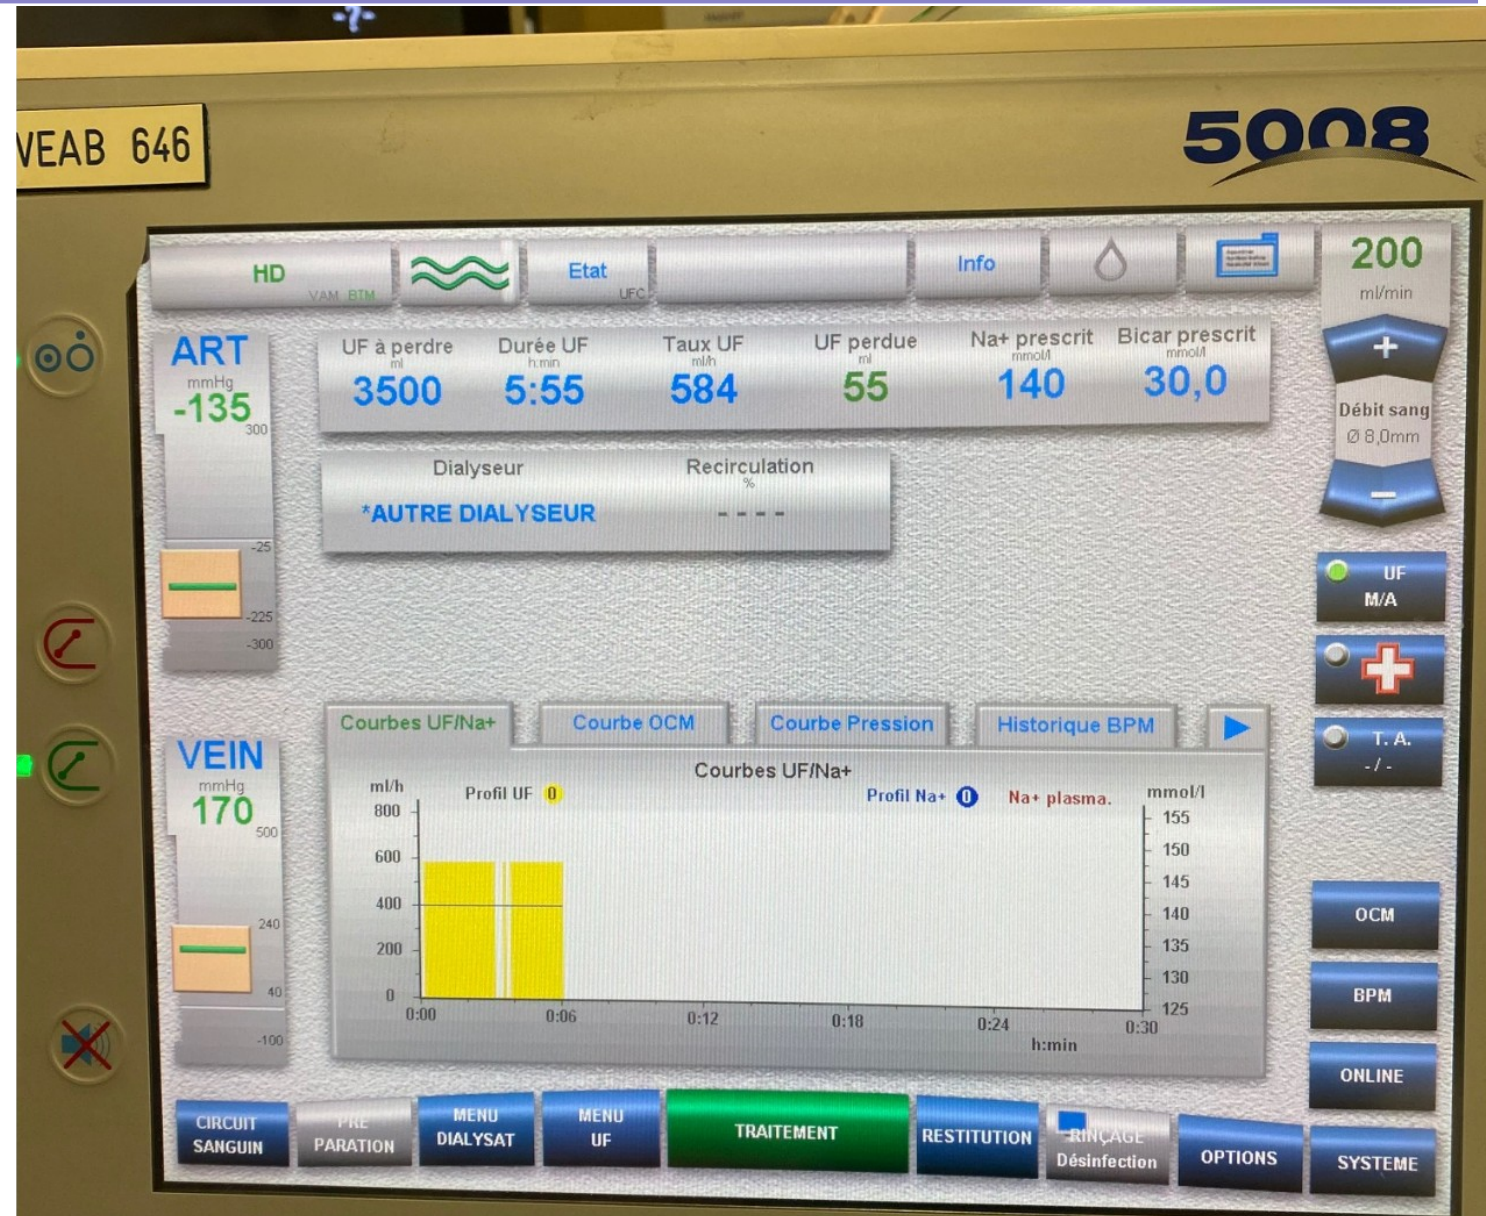 -?-
VEAB 646
5008
HD
VAM BTM
Etat
UFC
Info
200
ml/min
ART
mmHg
-135
300
-25
-225
-300
UF à perdre
ml
3500
Durée UF
h:min
5:55
Taux UF
ml/h
584
UF perdue
ml
55
Na+ prescrit
mmol/l
140
Bicar prescrit
mmol/l
30,0
+
Débit sang
Ø 8,0mm
−
Dialyseur
*AUTRE DIALYSEUR
Recirculation
%
- - - -
UF
M/A
T. A.
- / -
Courbes UF/Na+
Courbe OCM
Courbe Pression
Historique BPM
VEIN
mmHg
170
500
240
40
-100
Courbes UF/Na+
ml/h
Profil UF 0
Profil Na+ 0
Na+ plasma.
mmol/l
800
600
400
200
0
155
150
145
140
135
130
125
0:00
0:06
0:12
0:18
0:24
0:30
h:min
OCM
BPM
ONLINE
CIRCUIT
SANGUIN
PRE
PARATION
MENU
DIALYSAT
MENU
UF
TRAITEMENT
RESTITUTION
RINÇAGE
Désinfection
OPTIONS
SYSTEME